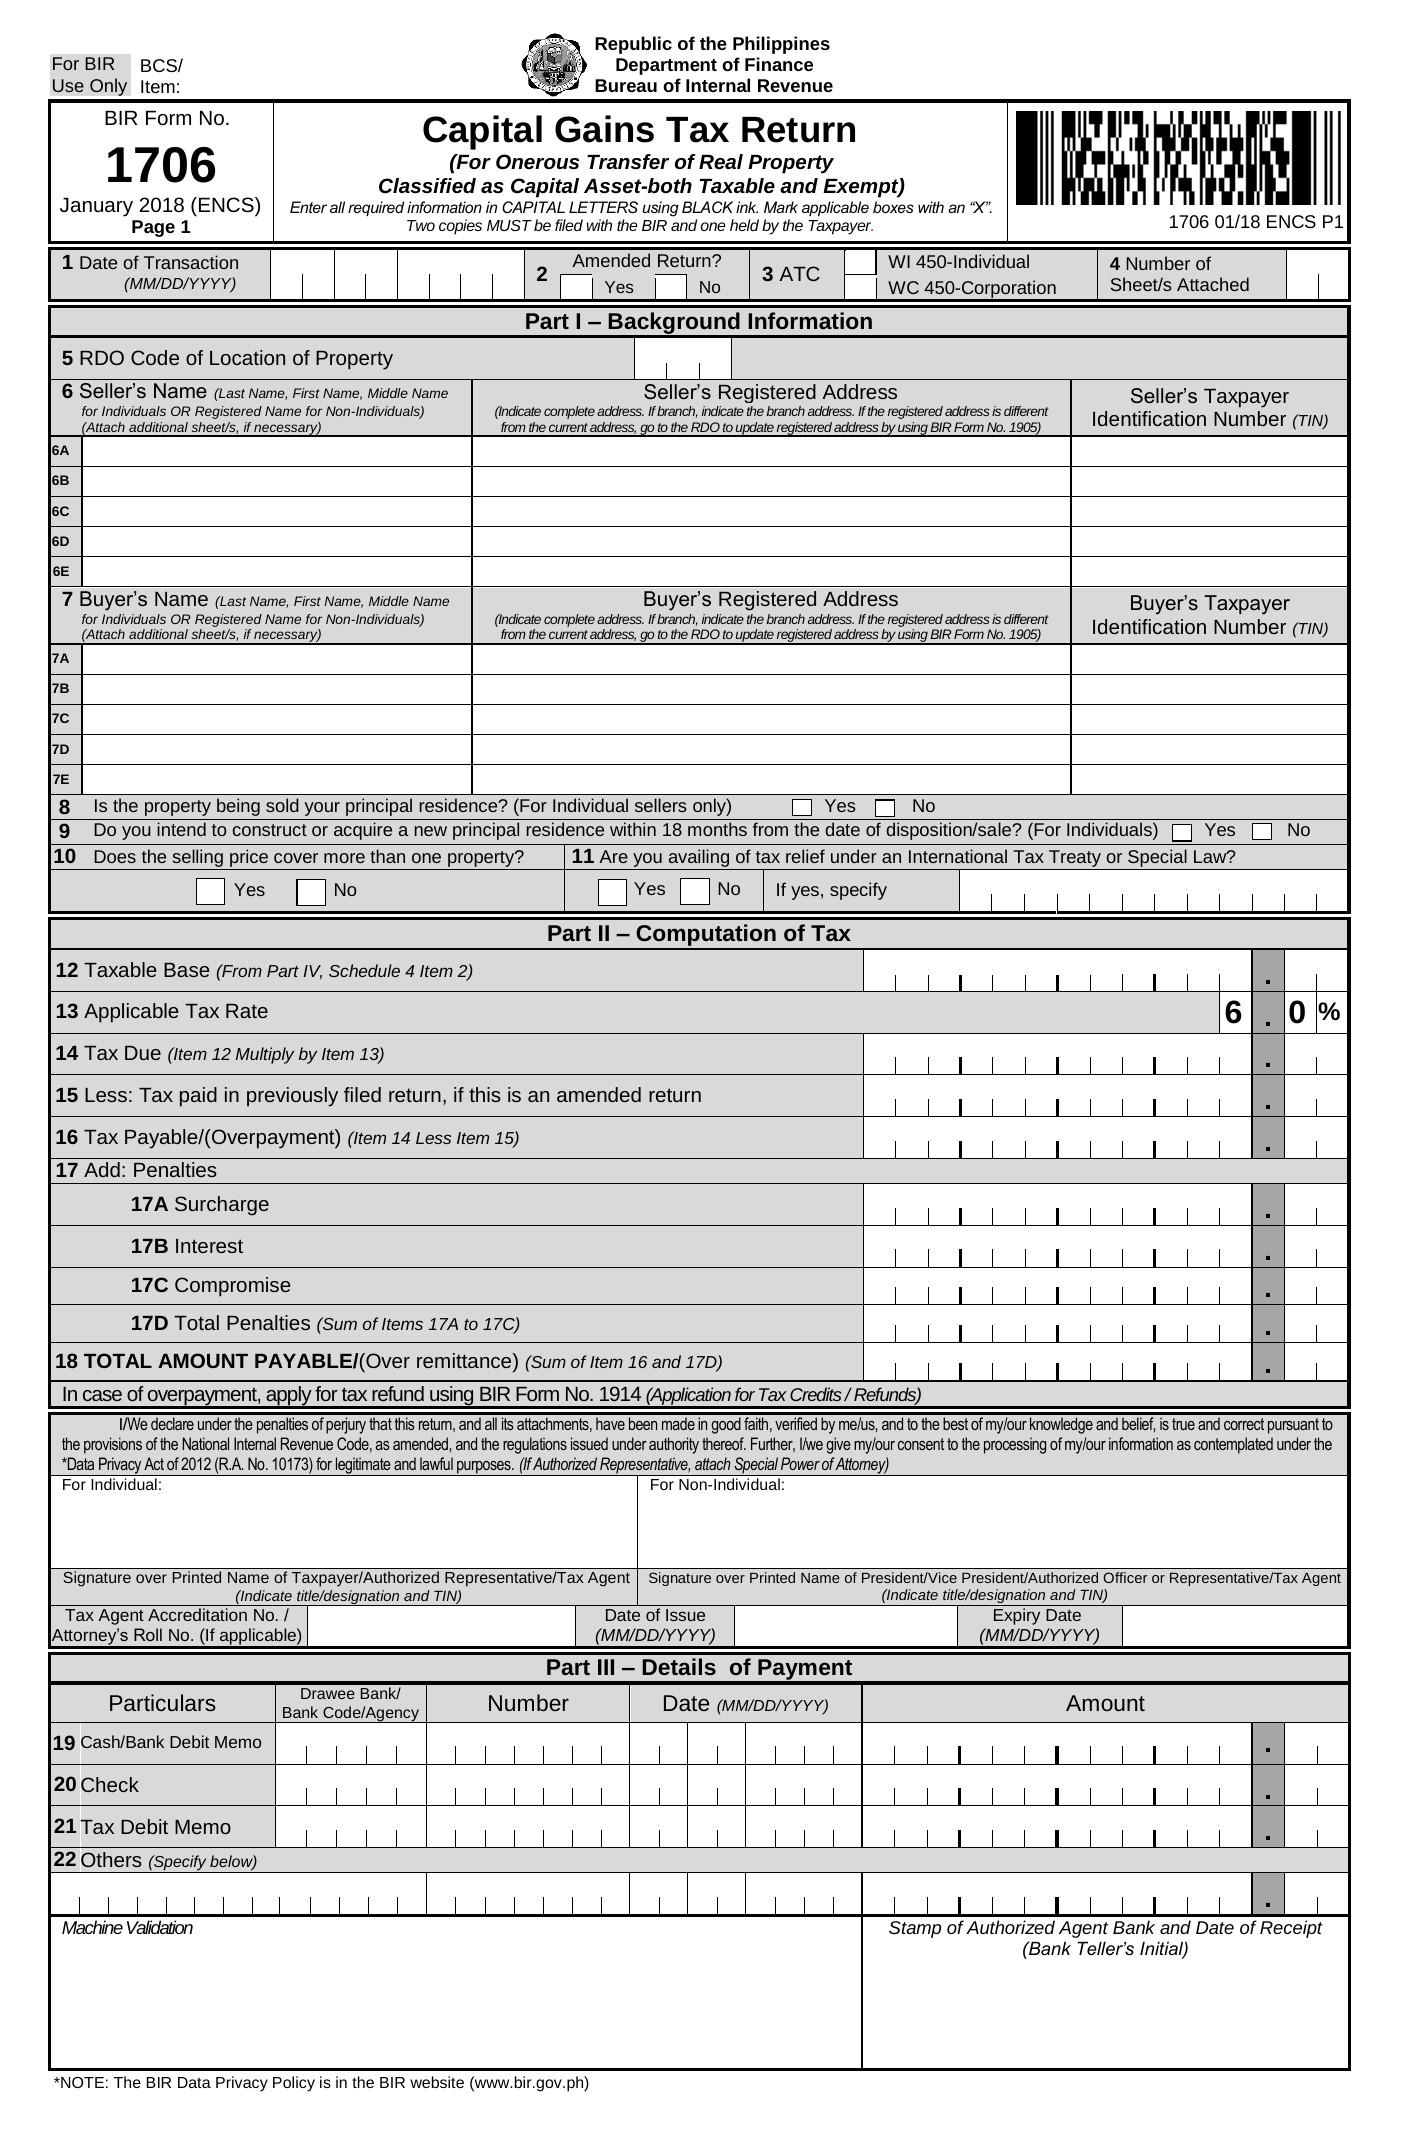 For BIR
Use Only
BCS/
Item:
Republic of the Philippines
Department of Finance
Bureau of Internal Revenue
BIR Form No.
1706
January 2018 (ENCS)
Page 1
Capital Gains Tax Return
(For Onerous Transfer of Real Property
Classified as Capital Asset-both Taxable and Exempt)
Enter all required information in CAPITAL LETTERS using BLACK ink. Mark applicable boxes with an “X”.
Two copies MUST be filed with the BIR and one held by the Taxpayer.
1706 01/18 ENCS P1
1 Date of Transaction
(MM/DD/YYYY)
2 Amended Return?
Yes No
3 ATC
WI 450-Individual
WC 450-Corporation
4 Number of
Sheet/s Attached
Part I – Background Information
5 RDO Code of Location of Property
6 Seller’s Name (Last Name, First Name, Middle Name
for Individuals OR Registered Name for Non-Individuals)
(Attach additional sheet/s, if necessary)
Seller’s Registered Address
(Indicate complete address. If branch, indicate the branch address. If the registered address is different
from the current address, go to the RDO to update registered address by using BIR Form No. 1905)
Seller’s Taxpayer
Identification Number (TIN)
6A
6B
6C
6D
6E
7 Buyer’s Name (Last Name, First Name, Middle Name
for Individuals OR Registered Name for Non-Individuals)
(Attach additional sheet/s, if necessary)
Buyer’s Registered Address
(Indicate complete address. If branch, indicate the branch address. If the registered address is different
from the current address, go to the RDO to update registered address by using BIR Form No. 1905)
Buyer’s Taxpayer
Identification Number (TIN)
7A
7B
7C
7D
7E
8 Is the property being sold your principal residence? (For Individual sellers only) Yes No
9 Do you intend to construct or acquire a new principal residence within 18 months from the date of disposition/sale? (For Individuals) Yes No
10 Does the selling price cover more than one property?
Yes No
11 Are you availing of tax relief under an International Tax Treaty or Special Law?
Yes No If yes, specify
Part II – Computation of Tax
12 Taxable Base (From Part IV, Schedule 4 Item 2) .
13 Applicable Tax Rate 6 . 0 %
14 Tax Due (Item 12 Multiply by Item 13) .
15 Less: Tax paid in previously filed return, if this is an amended return .
16 Tax Payable/(Overpayment) (Item 14 Less Item 15) .
17 Add: Penalties
17A Surcharge .
17B Interest .
17C Compromise .
17D Total Penalties (Sum of Items 17A to 17C) .
18 TOTAL AMOUNT PAYABLE/(Over remittance) (Sum of Item 16 and 17D) .
In case of overpayment, apply for tax refund using BIR Form No. 1914 (Application for Tax Credits / Refunds)
I/We declare under the penalties of perjury that this return, and all its attachments, have been made in good faith, verified by me/us, and to the best of my/our knowledge and belief, is true and correct pursuant to
the provisions of the National Internal Revenue Code, as amended, and the regulations issued under authority thereof. Further, I/we give my/our consent to the processing of my/our information as contemplated under the
*Data Privacy Act of 2012 (R.A. No. 10173) for legitimate and lawful purposes. (If Authorized Representative, attach Special Power of Attorney)
For Individual:
For Non-Individual:
Signature over Printed Name of Taxpayer/Authorized Representative/Tax Agent
(Indicate title/designation and TIN)
Signature over Printed Name of President/Vice President/Authorized Officer or Representative/Tax Agent
(Indicate title/designation and TIN)
Tax Agent Accreditation No. /
Attorney’s Roll No. (If applicable)
Date of Issue
(MM/DD/YYYY)
Expiry Date
(MM/DD/YYYY)
Part III – Details of Payment
Particulars
Drawee Bank/
Bank Code/Agency
Number
Date (MM/DD/YYYY)
Amount
19 Cash/Bank Debit Memo .
20 Check .
21 Tax Debit Memo .
22 Others (Specify below)
.
Machine Validation
Stamp of Authorized Agent Bank and Date of Receipt
(Bank Teller’s Initial)
*NOTE: The BIR Data Privacy Policy is in the BIR website (www.bir.gov.ph)